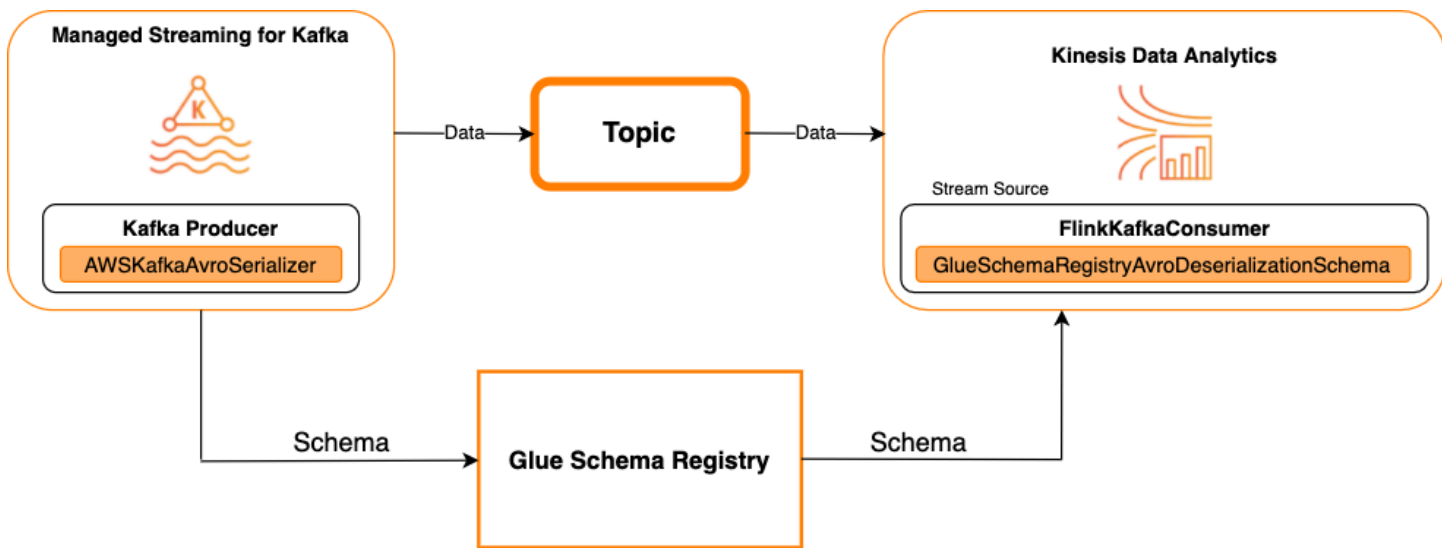 Managed Streaming for Kafka
K
Kafka Producer
AWSKafkaAvroSerializer
Data
Topic
Data
Kinesis Data Analytics
Stream Source
FlinkKafkaConsumer
GlueSchemaRegistryAvroDeserializationSchema
Schema
Glue Schema Registry
Schema